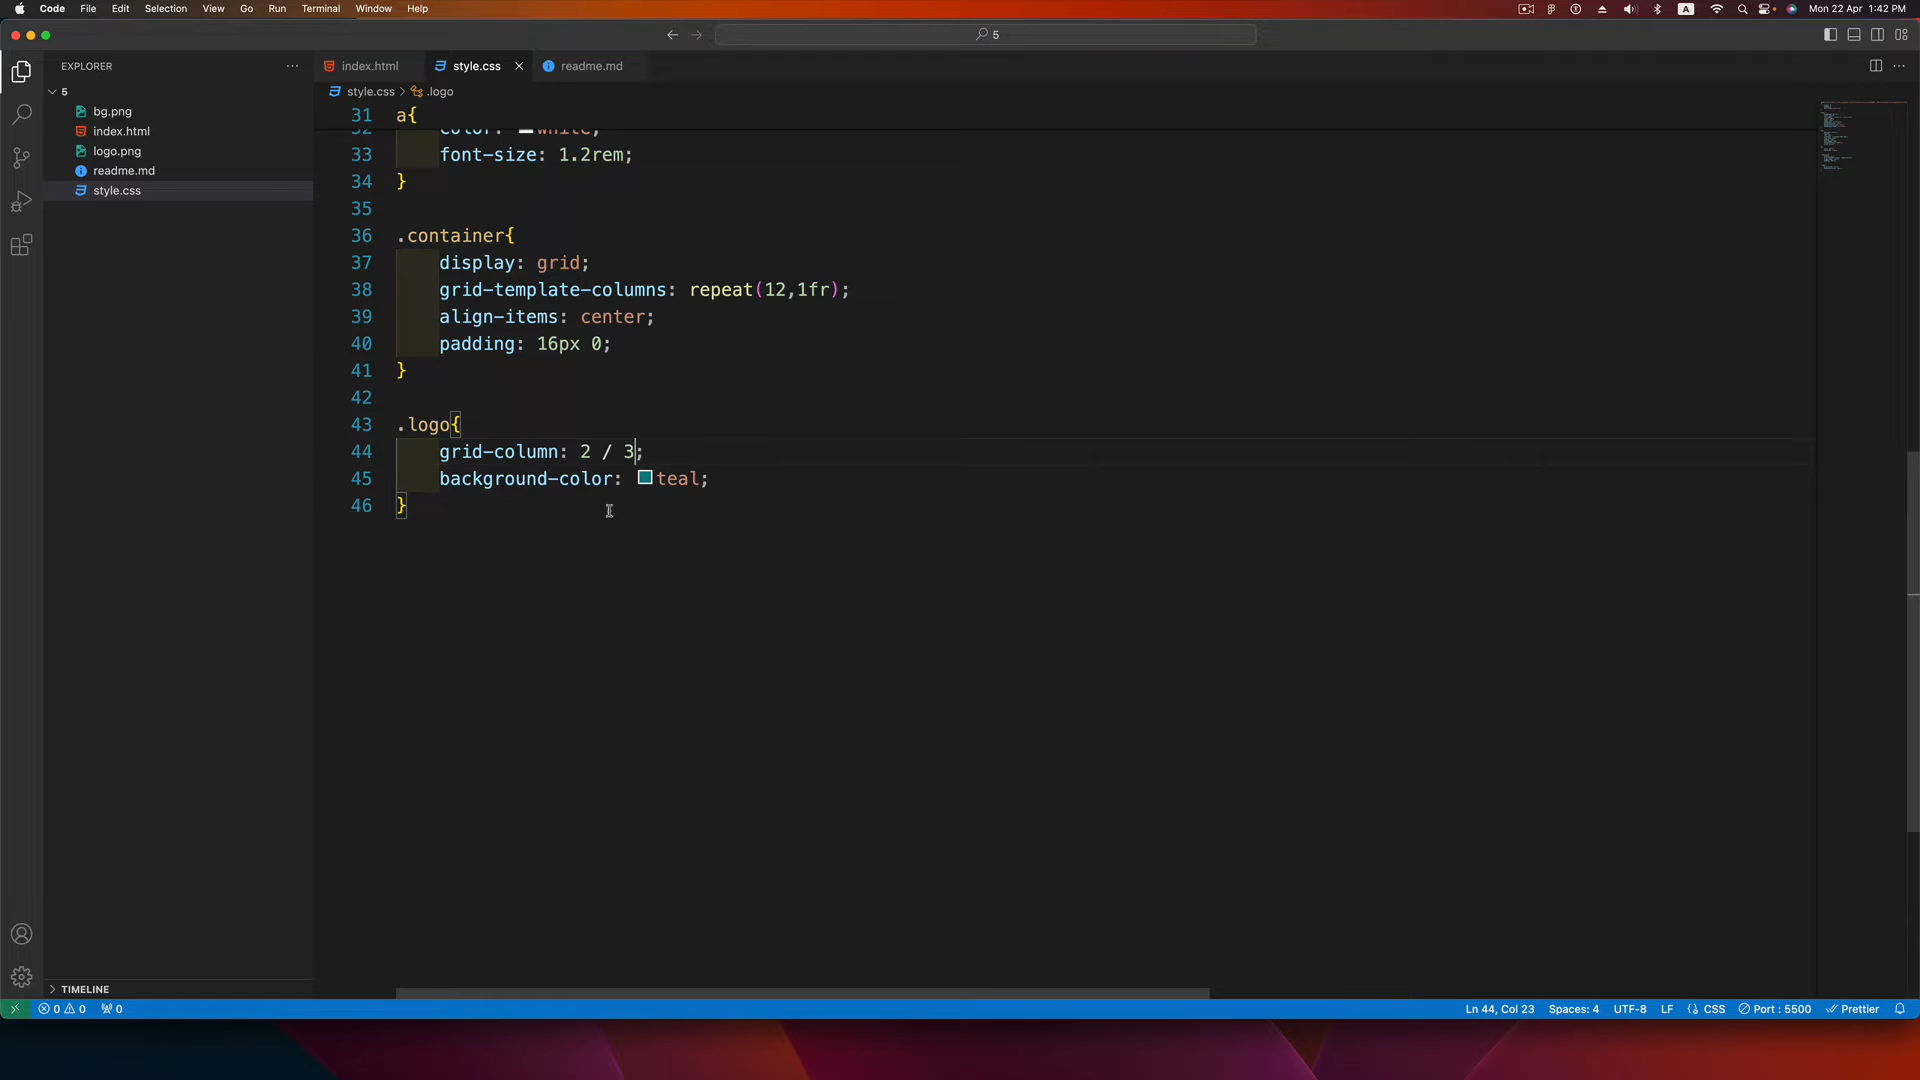 Code File Edit Selection View Go Run Terminal Window Help
A Mon 22 Apr 1:42 PM
5
EXPLORER
5
bg.png
index.html
logo.png
readme.md
style.css
TIMELINE
index.html style.css readme.md
style.css > .logo
31 a{
32 color: white;
33 font-size: 1.2rem;
34 }
35
36 .container{
37 display: grid;
38 grid-template-columns: repeat(12,1fr);
39 align-items: center;
40 padding: 16px 0;
41 }
42
43 .logo{
44 grid-column: 2 / 3;
45 background-color: teal;
46 }
0 0 0 Ln 44, Col 23 Spaces: 4 UTF-8 LF {} CSS Port : 5500 Prettier